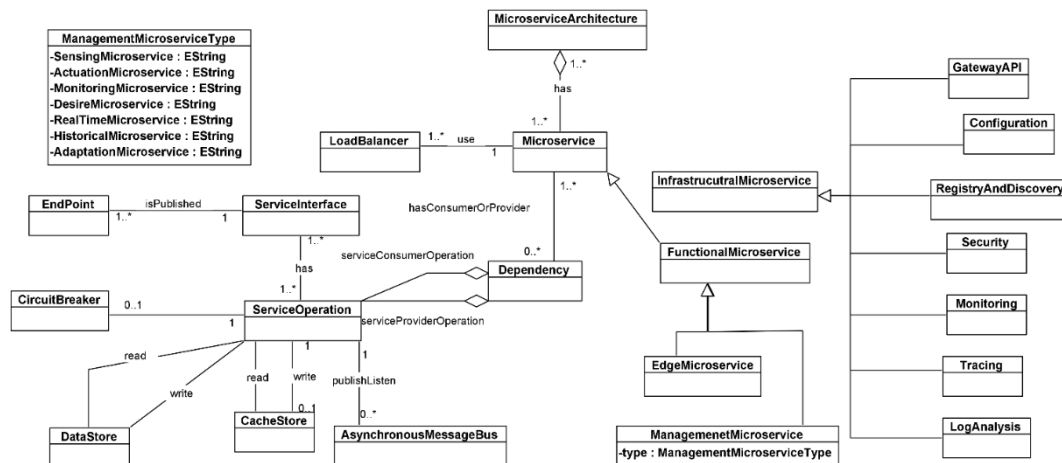 MicroserviceArchitecture
1..*
has
1..*
ManagementMicroserviceType
-SensingMicroservice : EString
-ActuationMicroservice : EString
-MonitoringMicroservice : EString
-DesireMicroservice : EString
-RealTimeMicroservice : EString
-HistoricalMicroservice : EString
-AdaptationMicroservice : EString
LoadBalancer
1..*
use
1
Microservice
1..*
hasConsumerOrProvider
0..*
EndPoint
isPublished
1..*
1
ServiceInterface
1..*
has
1..*
serviceConsumerOperation
Dependency
serviceProviderOperation
CircuitBreaker
0..1
1
ServiceOperation
read
write
DataStore
read
1
write
0..1
CacheStore
1
publishListen
0..*
AsynchronousMessageBus
InfrastrucutralMicroservice
FunctionalMicroservice
EdgeMicroservice
ManagemenetMicroservice
-type : ManagementMicroserviceType
GatewayAPI
Configuration
RegistryAndDiscovery
Security
Monitoring
Tracing
LogAnalysis